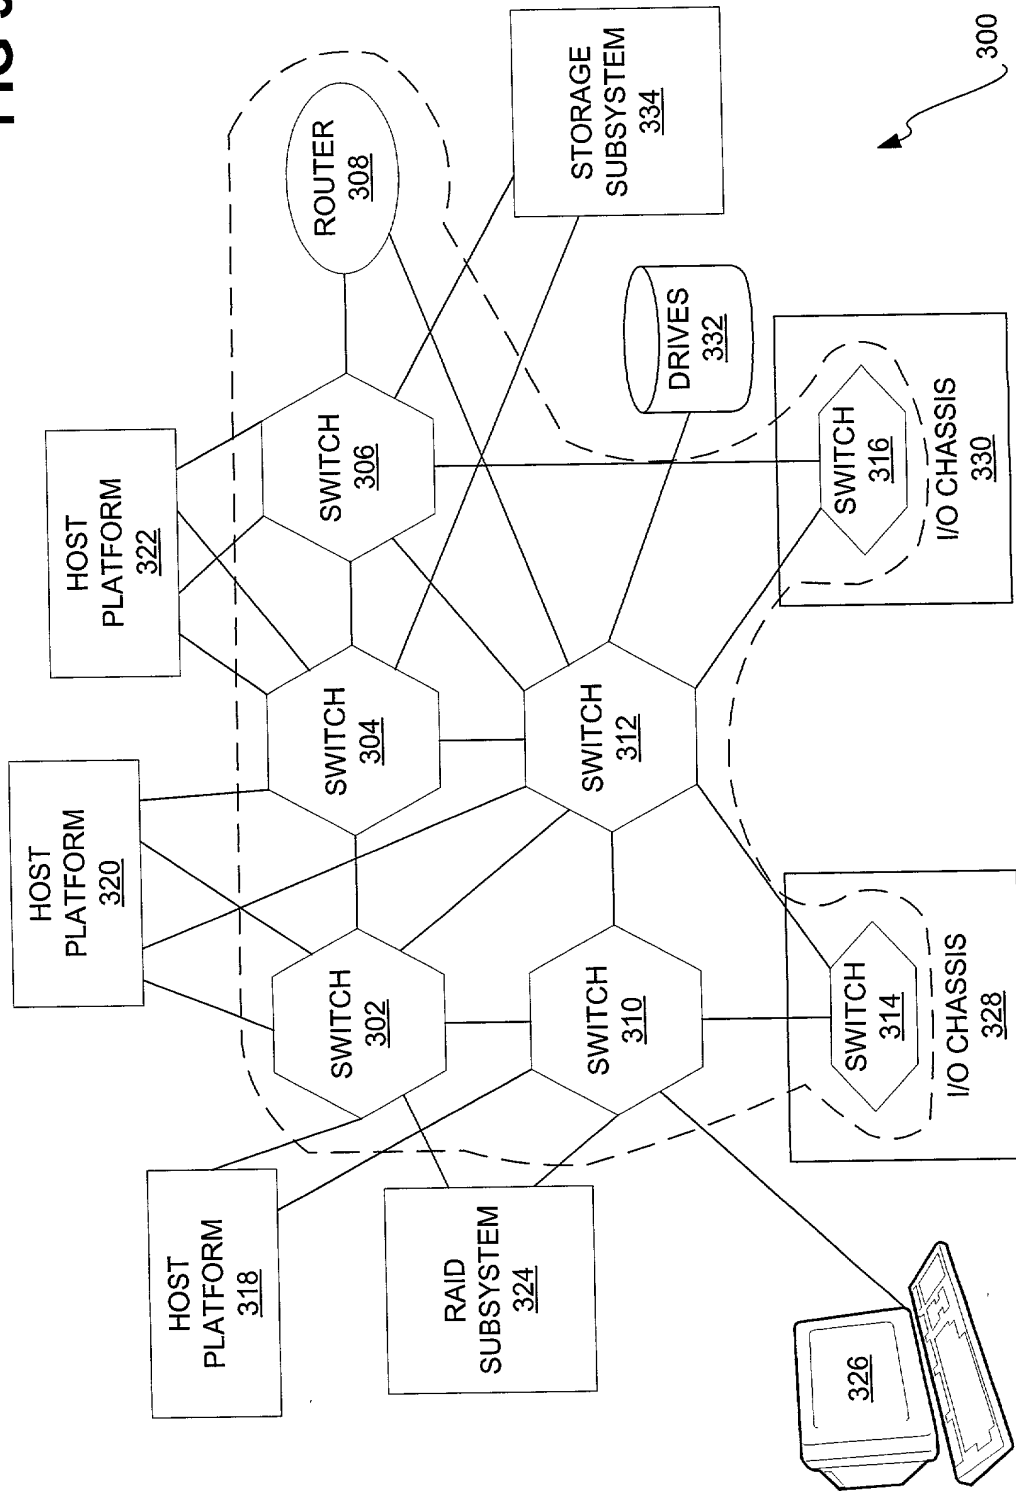 HOST
PLATFORM
318
HOST
PLATFORM
320
HOST
PLATFORM
322
RAID
SUBSYSTEM
324
SWITCH
302
SWITCH
304
SWITCH
306
ROUTER
308
SWITCH
310
SWITCH
312
STORAGE
SUBSYSTEM
334
DRIVES
332
326
SWITCH
314
I/O CHASSIS
328
SWITCH
316
I/O CHASSIS
330
300